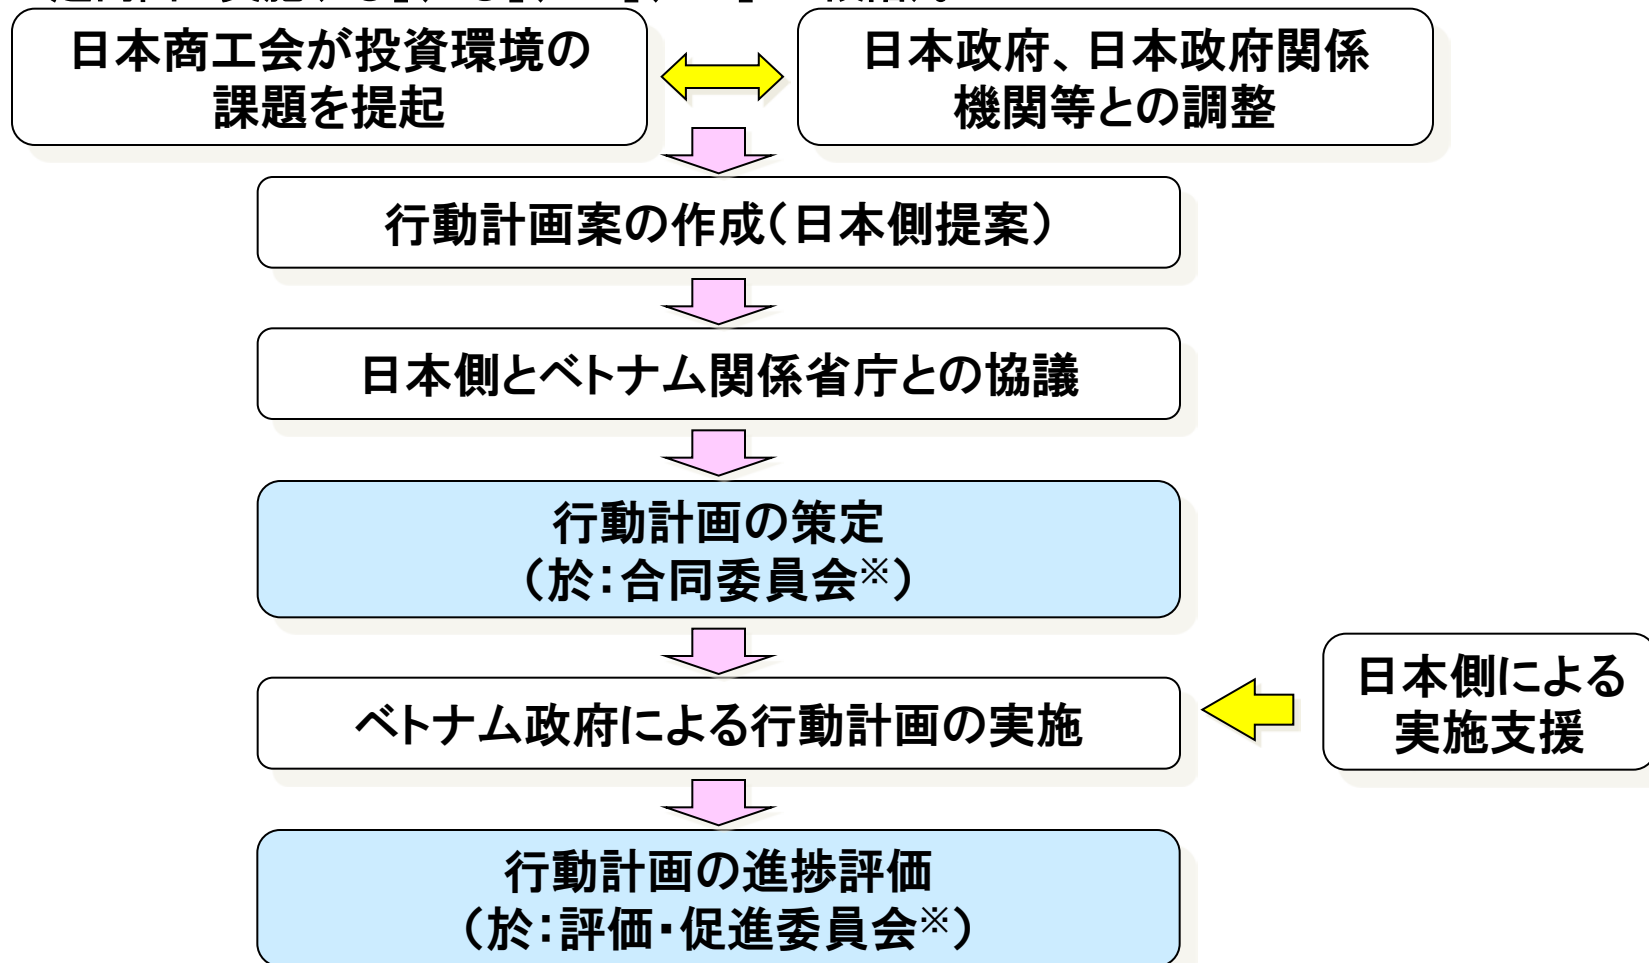 日本商工会が投資環境の
課題を提起
日本政府、日本政府関係
機関等との調整
行動計画案の作成（日本側提案）
日本側とベトナム関係省庁との協議
行動計画の策定
（於：合同委員会※）
ベトナム政府による行動計画の実施
日本側による
実施支援
行動計画の進捗評価
（於：評価・促進委員会※）